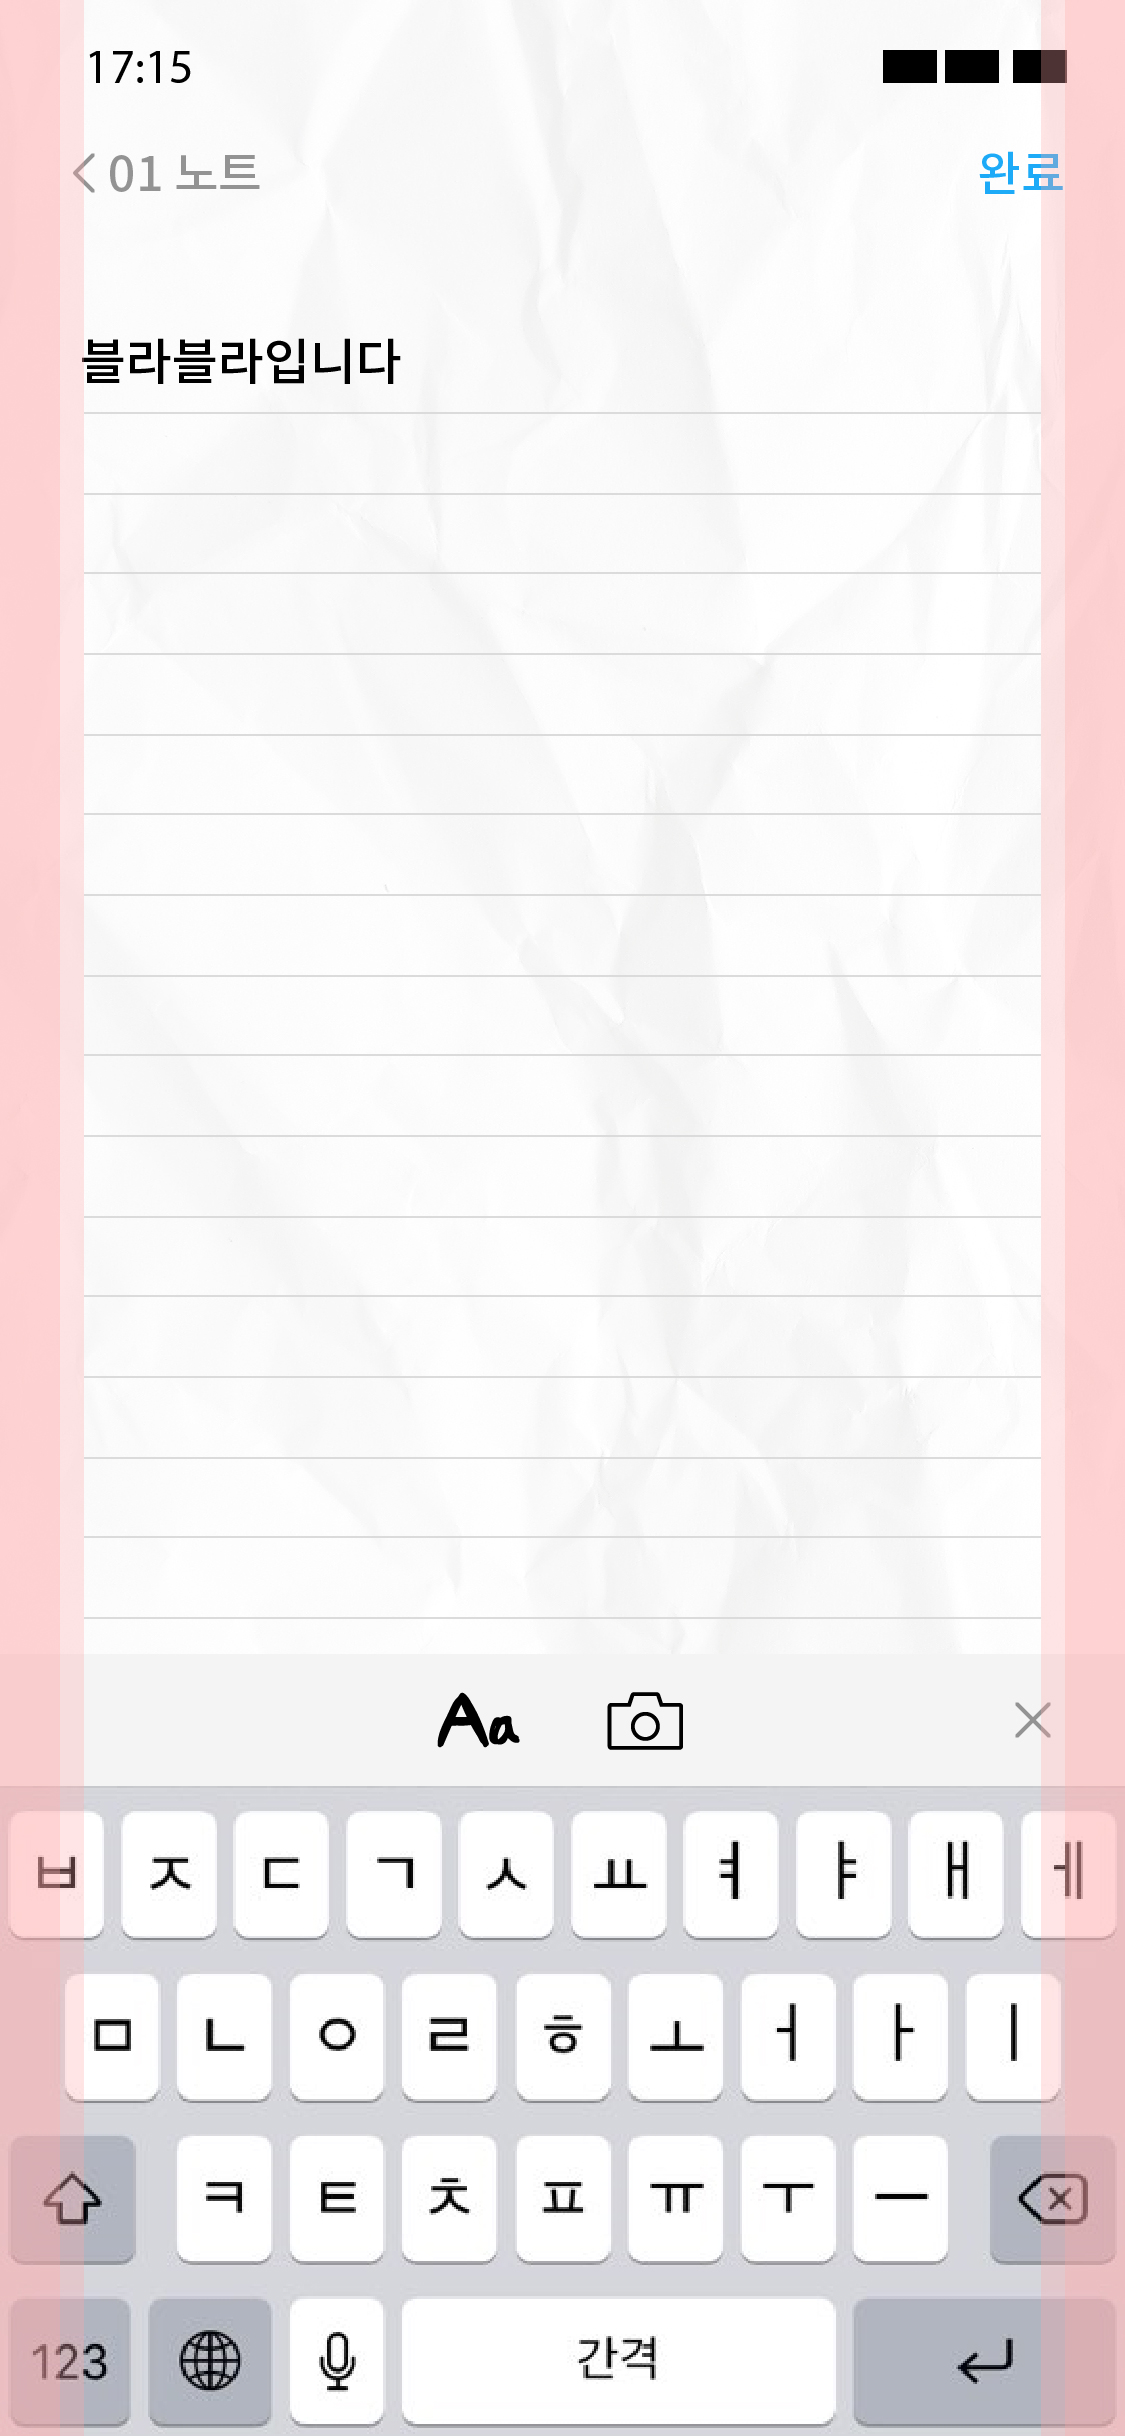 17:15
01 노트
완료
블라블라입니다
Aa
ㅂ ㅈ ㄷ ㄱ ㅅ ㅛ ㅕ ㅑ ㅐ ㅔ
ㅁ ㄴ ㅇ ㄹ ㅎ ㅗ ㅓ ㅏ ㅣ
ㅋ ㅌ ㅊ ㅍ ㅠ ㅜ ㅡ
123 간격